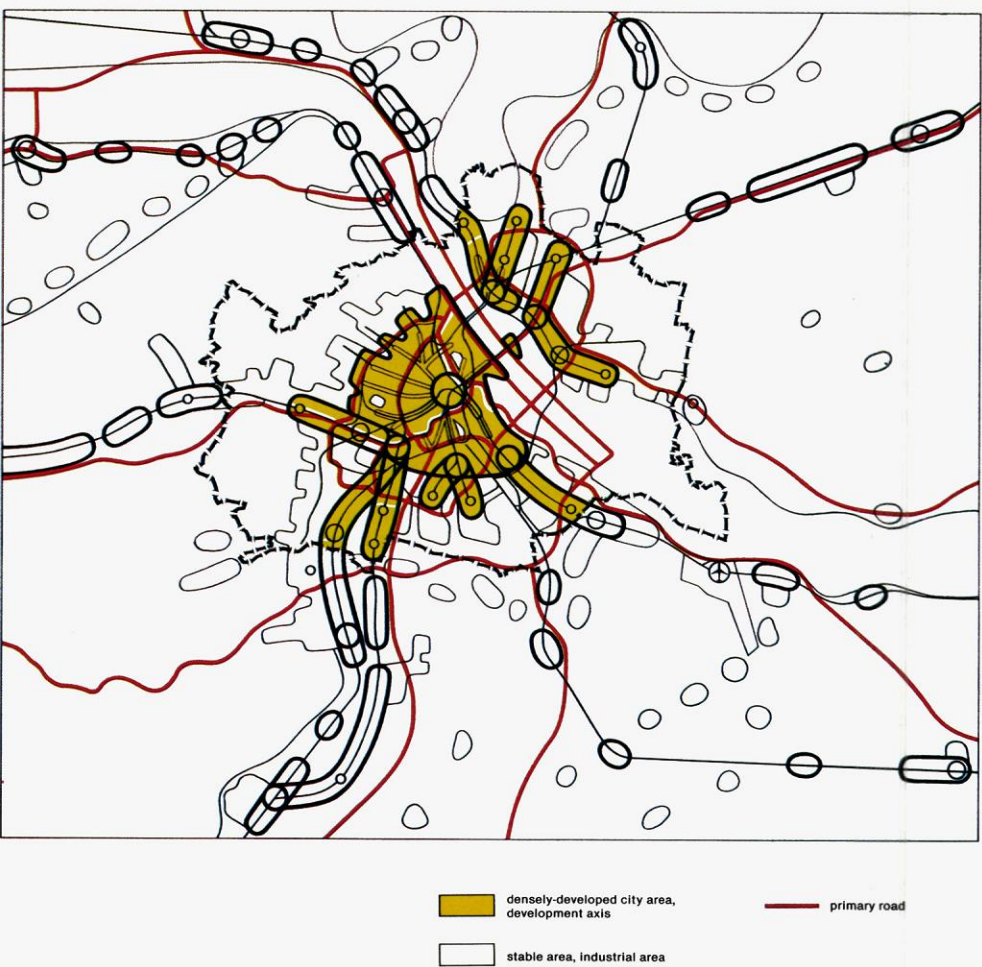 densely-developed city area,
development axis
primary road
stable area, industrial area